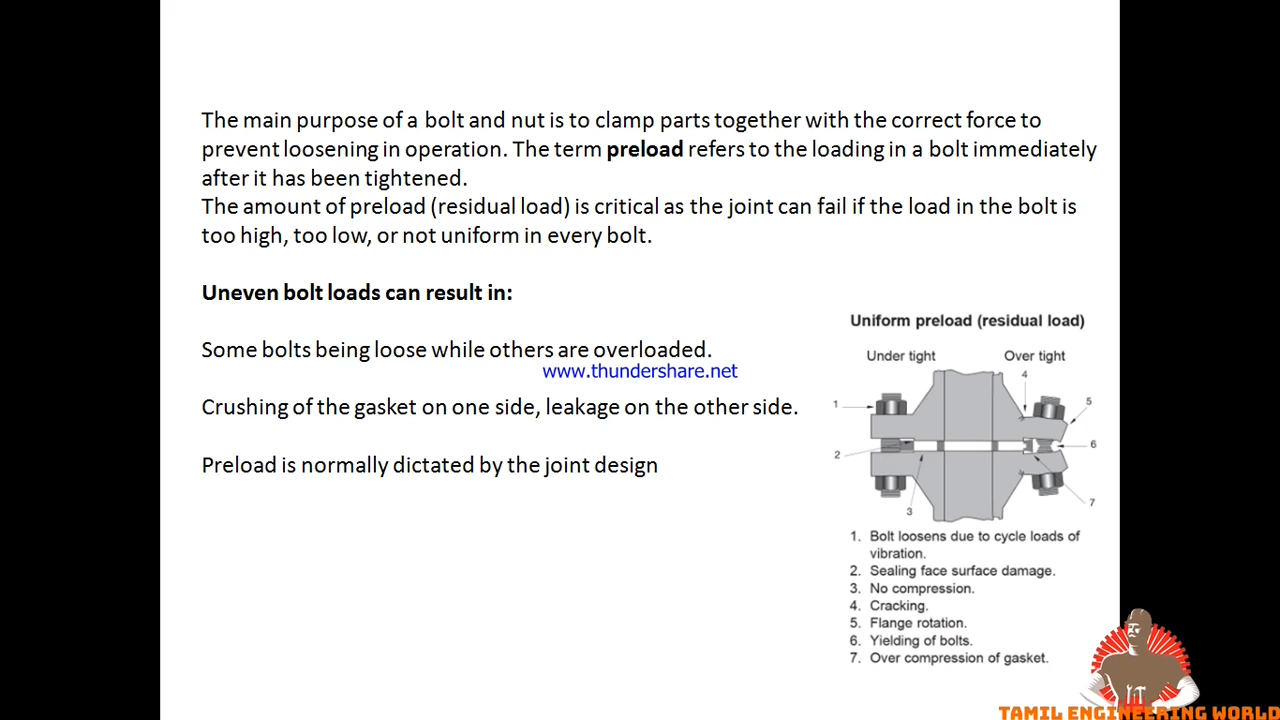 The main purpose of a bolt and nut is to clamp parts together with the correct force to
prevent loosening in operation. The term preload refers to the loading in a bolt immediately
after it has been tightened.
The amount of preload (residual load) is critical as the joint can fail if the load in the bolt is
too high, too low, or not uniform in every bolt.
Uneven bolt loads can result in:
Some bolts being loose while others are overloaded.
www.thundershare.net
Crushing of the gasket on one side, leakage on the other side.
Preload is normally dictated by the joint design
Uniform preload (residual load)
Under tight
Over tight
4
1
5
6
2
7
3
1. Bolt loosens due to cycle loads of
vibration.
2. Sealing face surface damage.
3. No compression.
4. Cracking.
5. Flange rotation.
6. Yielding of bolts.
7. Over compression of gasket.
TAMIL ENGINEERING WORLD